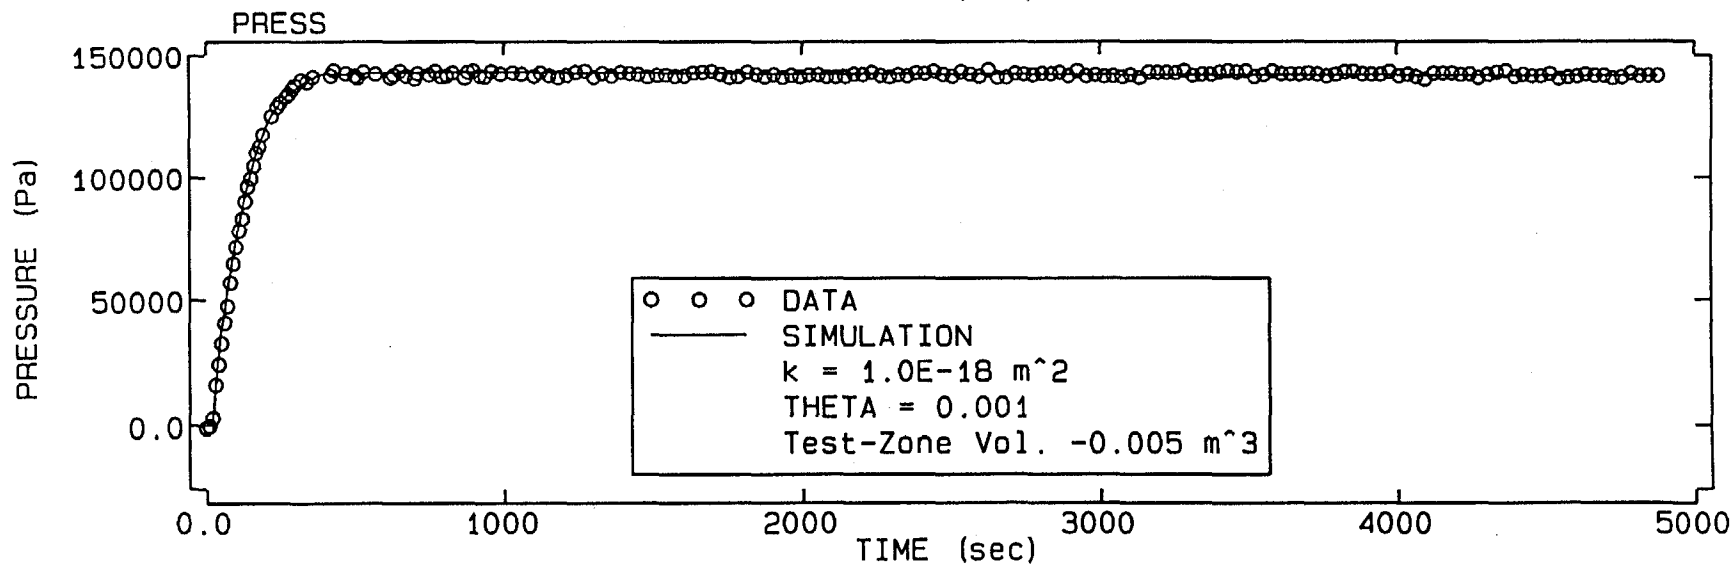 PRESS
150000
100000
50000
0.0
PRESSURE (Pa)
DATA
SIMULATION
k = 1.0E-18 m^2
THETA = 0.001
Test-Zone Vol. -0.005 m^3
0.0 1000 2000 3000 4000 5000
TIME (sec)